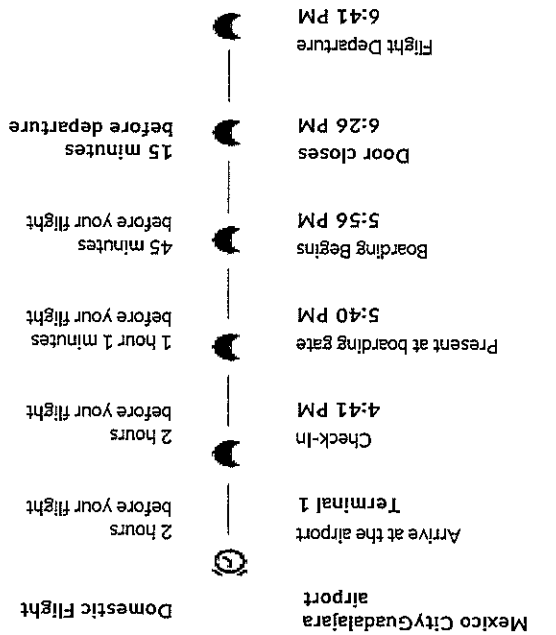 Mexico CityGuadalajara
airport
Domestic Flight
Arrive at the airport
Terminal 1
2 hours
before your flight
Check-In
4:41 PM
2 hours
before your flight
Present at boarding gate
5:40 PM
1 hour 1 minutes
before your flight
Boarding Begins
5:56 PM
45 minutes
before your flight
Door closes
6:26 PM
15 minutes
before departure
Flight Departure
6:41 PM